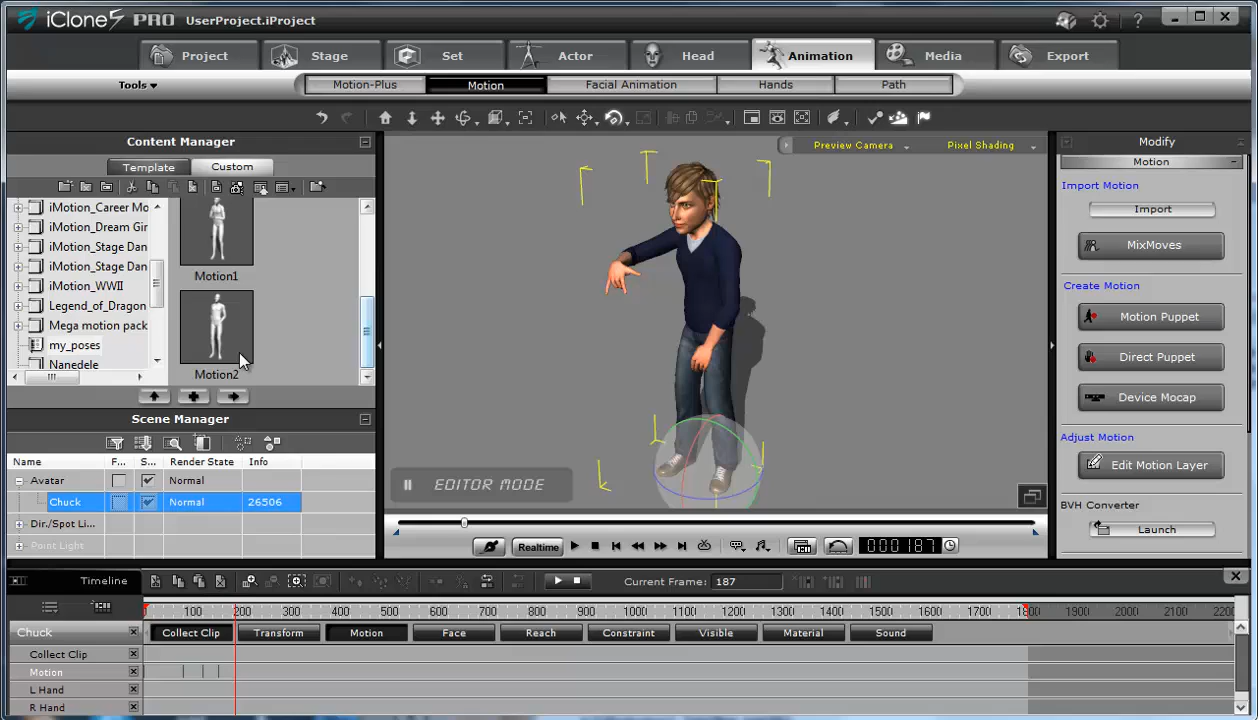 iClone5 PRO UserProject.iProject
Project Stage Set Actor Head Animation Media Export
Tools Motion-Plus Motion Facial Animation Hands Path
Content Manager
Template Custom
iMotion_Career Mo
iMotion_Dream Gir
iMotion_Stage Dan
iMotion_Stage Dan
iMotion_WWII
Legend_of_Dragon
Mega motion pack
my_poses
Nanedele
Motion1
Motion2
Preview Camera Pixel Shading
EDITOR MODE
Modify
Motion
Import Motion
Import
MixMoves
Create Motion
Motion Puppet
Direct Puppet
Device Mocap
Adjust Motion
Edit Motion Layer
BVH Converter
Launch
Scene Manager
Name F... S... Render State Info
Avatar Normal
Chuck Normal 26506
Dir./Spot Li... Normal
Point Light Normal
Realtime 000187
Timeline Current Frame: 187
100 200 300 400 500 600 700 800 900 1000 1100 1200 1300 1400 1500 1600 1700 1800 1900 2000 2100 2200
Chuck Collect Clip Transform Motion Face Reach Constraint Visible Material Sound
Collect Clip
Motion
L Hand
R Hand